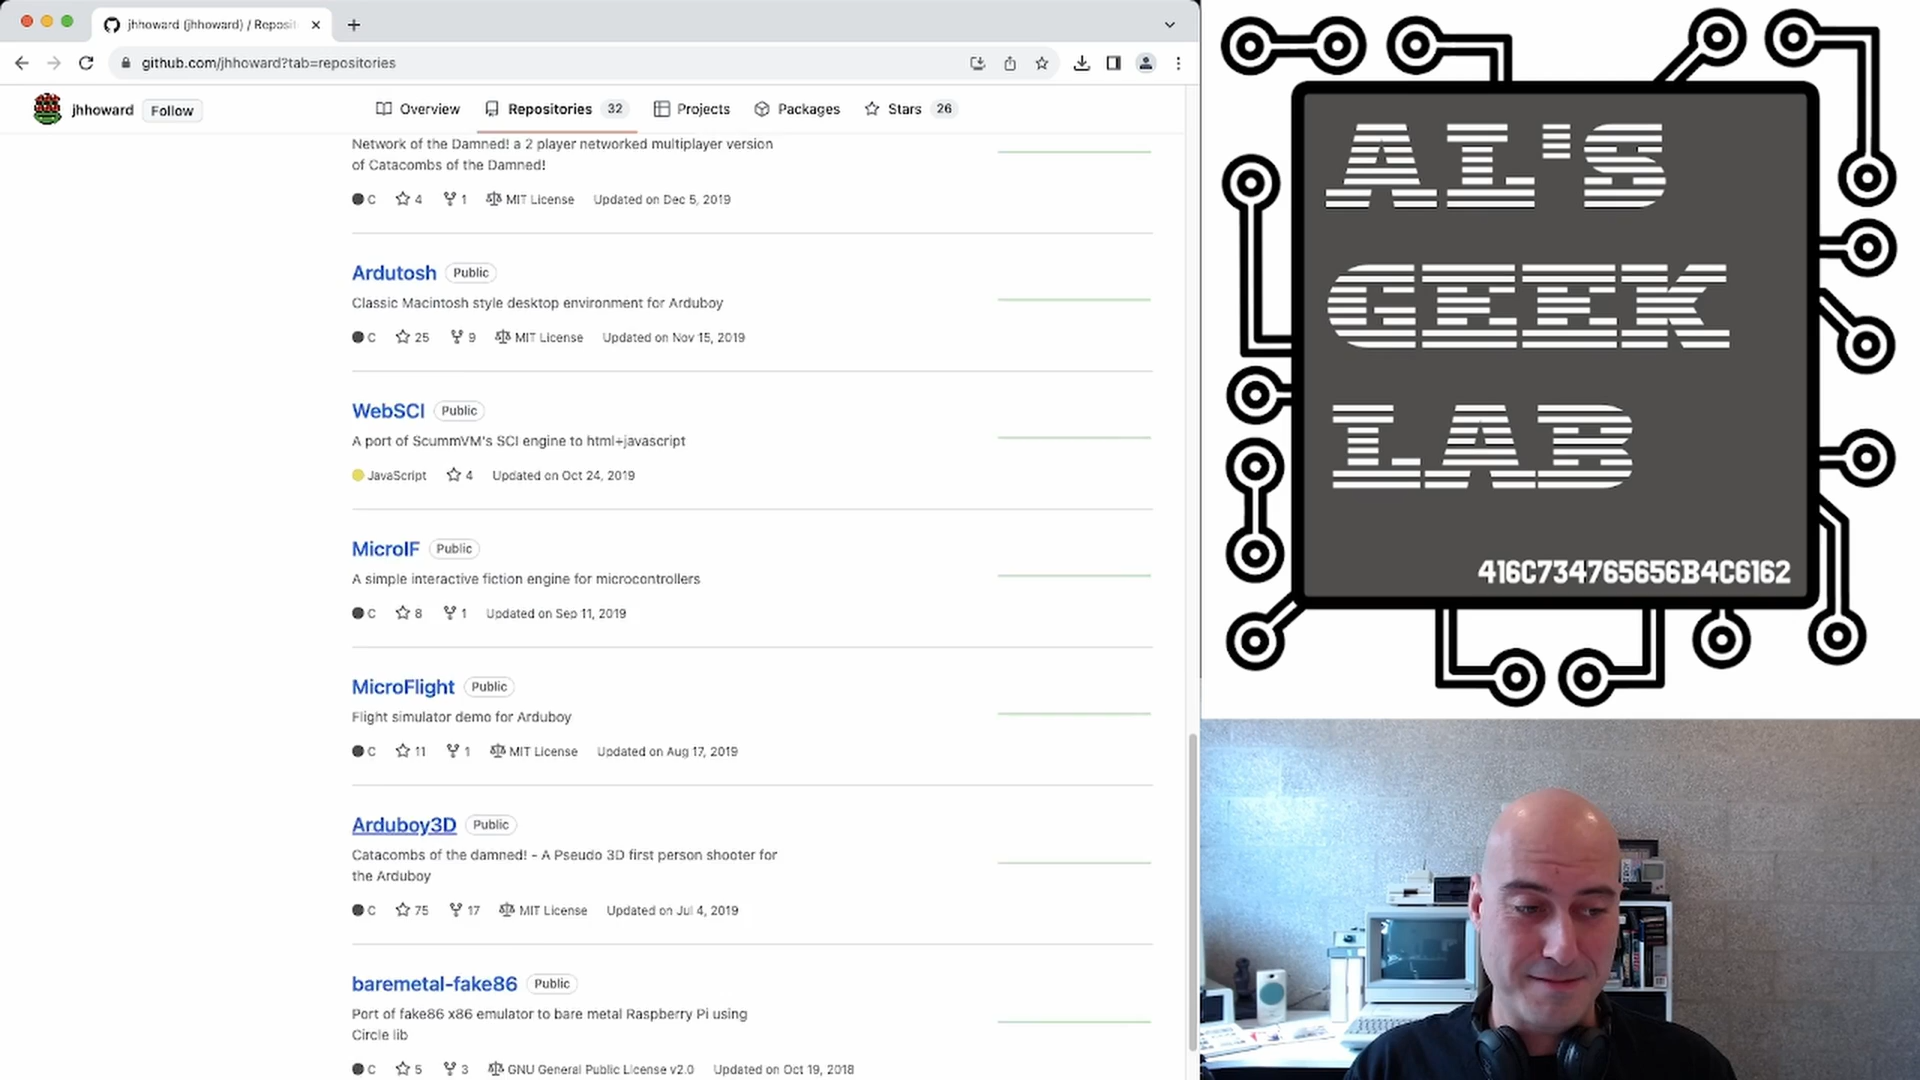 jhhoward (jhhoward) / Reposit
github.com/jhhoward?tab=repositories
jhhoward Follow Overview Repositories 32 Projects Packages Stars 26
Network of the Damned! a 2 player networked multiplayer version
of Catacombs of the Damned!
C 4 1 MIT License Updated on Dec 5, 2019
Ardutosh Public
Classic Macintosh style desktop environment for Arduboy
C 25 9 MIT License Updated on Nov 15, 2019
WebSCI Public
A port of ScummVM's SCI engine to html+javascript
JavaScript 4 Updated on Oct 24, 2019
MicroIF Public
A simple interactive fiction engine for microcontrollers
C 8 1 Updated on Sep 11, 2019
MicroFlight Public
Flight simulator demo for Arduboy
C 11 1 MIT License Updated on Aug 17, 2019
Arduboy3D Public
Catacombs of the damned! - A Pseudo 3D first person shooter for
the Arduboy
C 75 17 MIT License Updated on Jul 4, 2019
baremetal-fake86 Public
Port of fake86 x86 emulator to bare metal Raspberry Pi using
Circle lib
C 5 3 GNU General Public License v2.0 Updated on Oct 19, 2018
AL'S
GEEK
LAB
416C734765656B4C6162